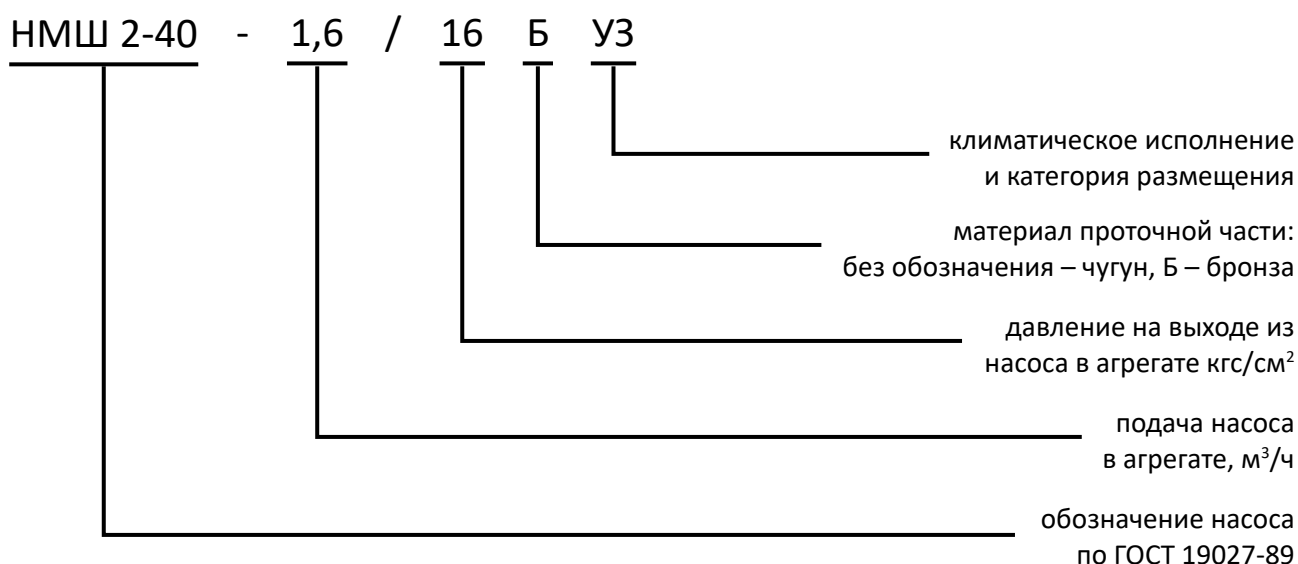 НМШ 2-40 - 1,6 / 16 Б У3
климатическое исполнение
и категория размещения
материал проточной части:
без обозначения – чугун, Б – бронза
давление на выходе из
насоса в агрегате кгс/см²
подача насоса
в агрегате, м³/ч
обозначение насоса
по ГОСТ 19027-89